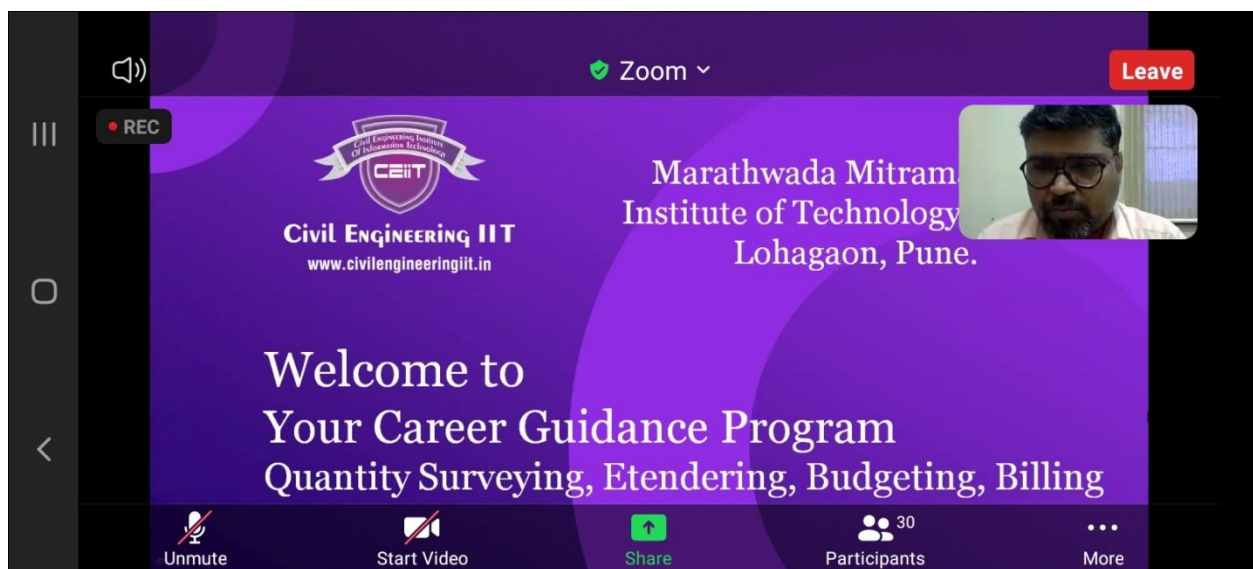 Zoom
Leave
REC
Civil Engineering Institute
Of Information Technology
CEIIT
Civil Engineering IIT
www.civilengineeringiit.in
Marathwada Mitram
Institute of Technology
Lohagaon, Pune.
Welcome to
Your Career Guidance Program
Quantity Surveying, Etendering, Budgeting, Billing
30
Unmute
Start Video
Share
Participants
More